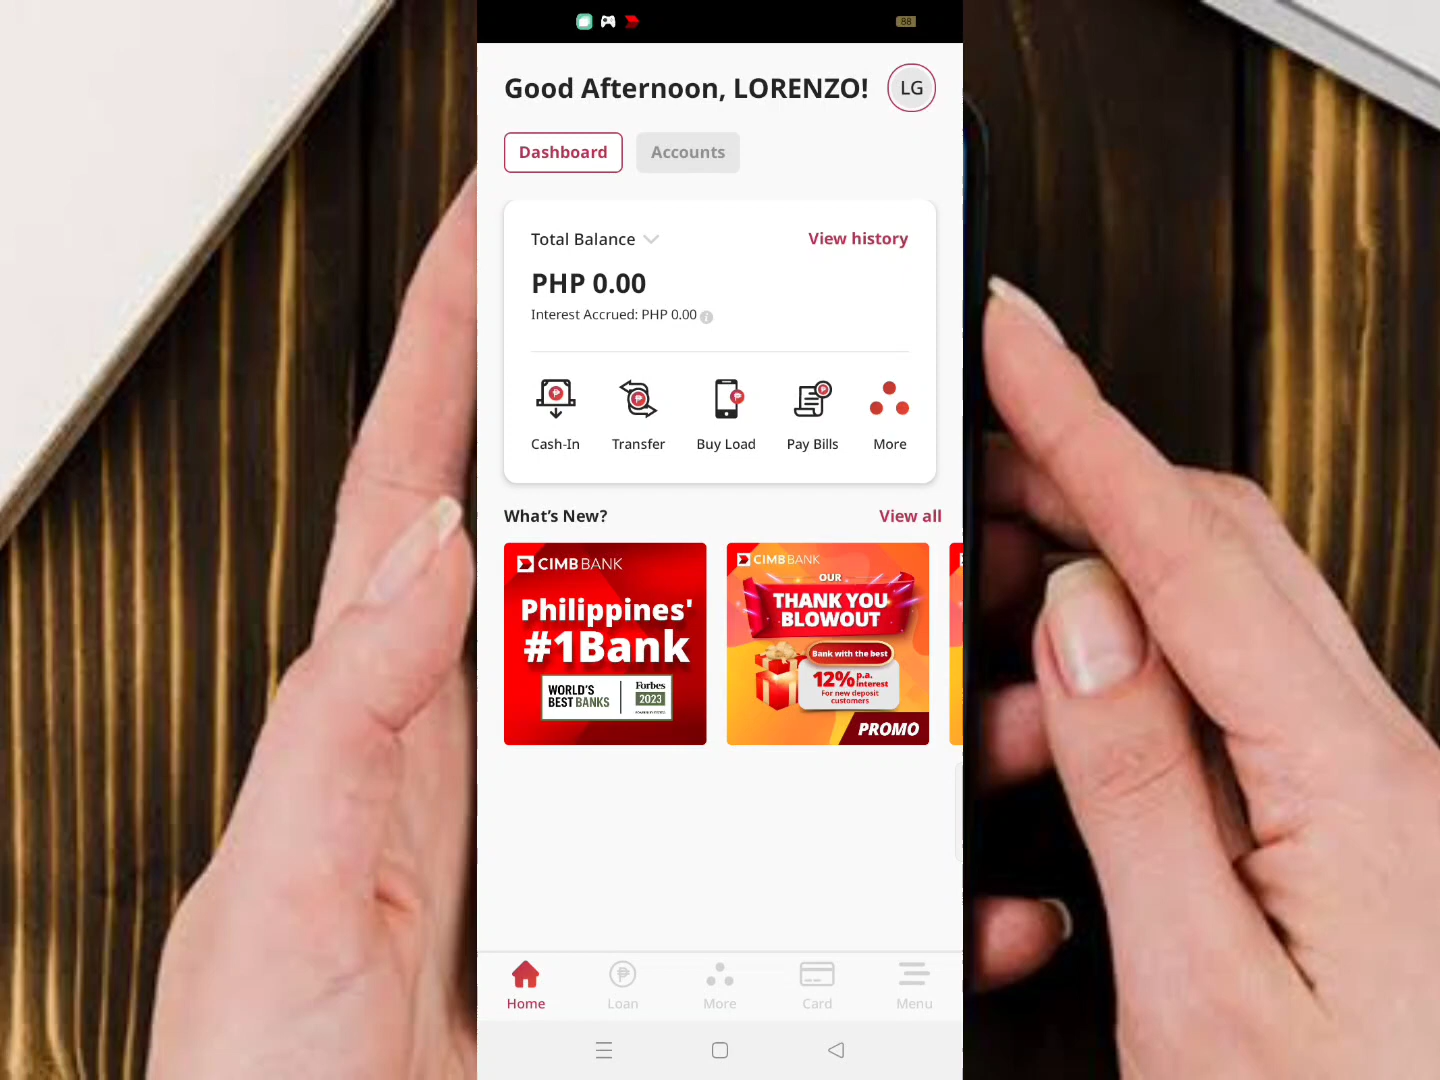 88
Good Afternoon, LORENZO!
LG
Dashboard
Accounts
Total Balance
View history
PHP 0.00
Interest Accrued: PHP 0.00
Cash-In
Transfer
Buy Load
Pay Bills
More
What's New?
View all
CIMB BANK
Philippines'
#1Bank
WORLD'S
BEST BANKS
Forbes
2023
CIMB BANK
OUR
THANK YOU
BLOWOUT
Bank with the best
12% p.a.
interest
For new deposit
customers
PROMO
Home
Loan
More
Card
Menu